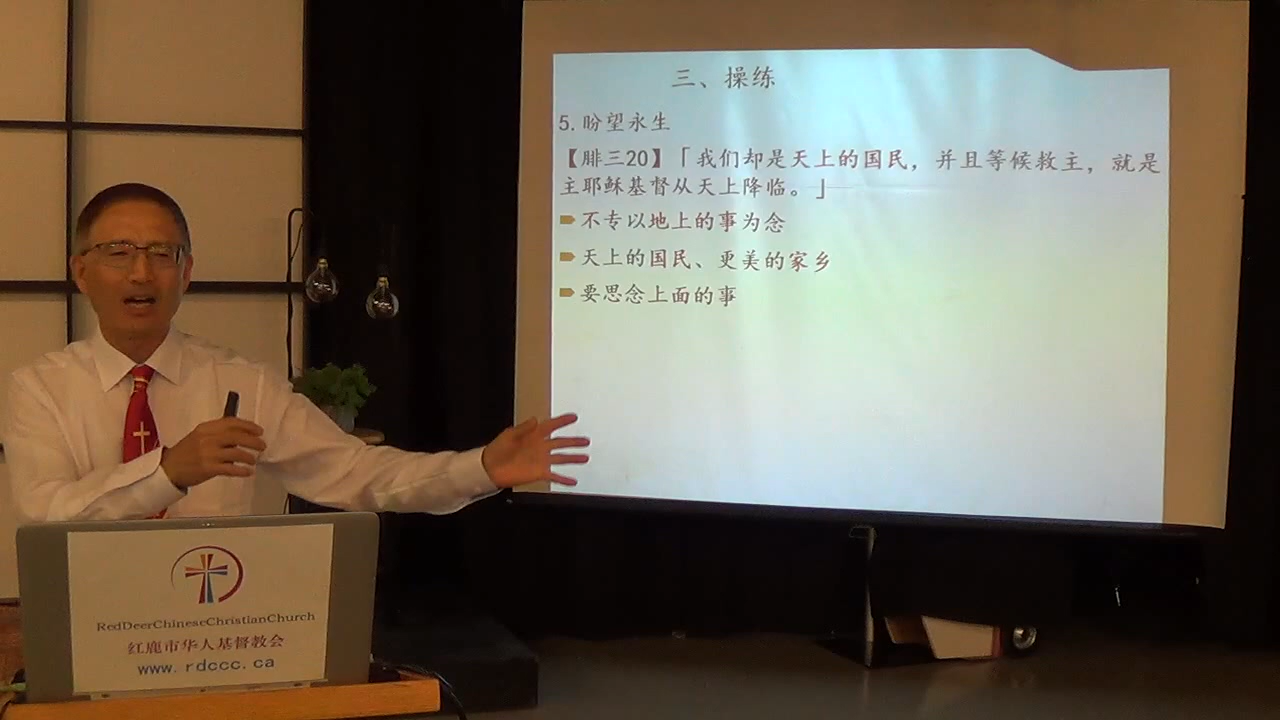 三、操练
5.盼望永生
【腓三20】「我们却是天上的国民，并且等候救主，就是
主耶稣基督从天上降临。」
不专以地上的事为念
天上的国民、更美的家乡
要思念上面的事
RedDeerChineseChristianChurch
红鹿市华人基督教会
www.rdccc.ca